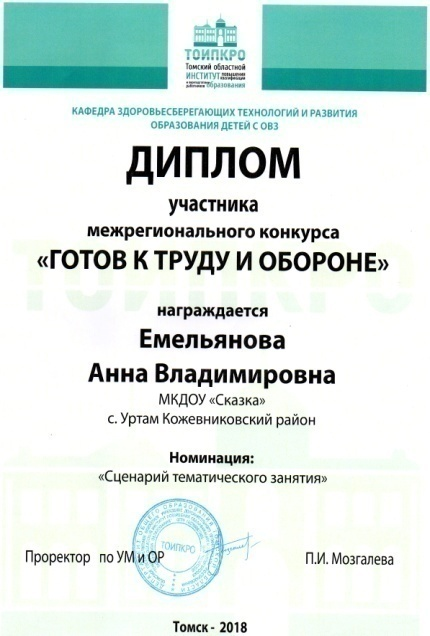 ТОИПКРО
Томский областной
ИНСТИТУТ повышения квалификации
и переподготовки работников образования
КАФЕДРА ЗДОРОВЬЕСБЕРЕГАЮЩИХ ТЕХНОЛОГИЙ И РАЗВИТИЯ
ОБРАЗОВАНИЯ ДЕТЕЙ С ОВЗ
ДИПЛОМ
участника
межрегионального конкурса
«ГОТОВ К ТРУДУ И ОБОРОНЕ»
ТОИПКРО
награждается
Емельянова
Анна Владимировна
МКДОУ «Сказка»
с. Уртам Кожевниковский район
Номинация:
«Сценарий тематического занятия»
ТОИПКРО
Проректор по УМ и ОР
П.И. Мозгалева
Томск - 2018